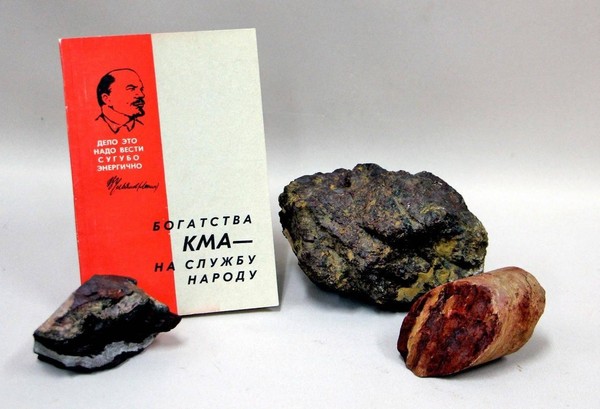 ДЕЛО ЭТО
НАДО ВЕСТИ
СУГУБО
ЭНЕРГИЧНО
БОГАТСТВА
КМА—
НА СЛУЖБУ
НАРОДУ